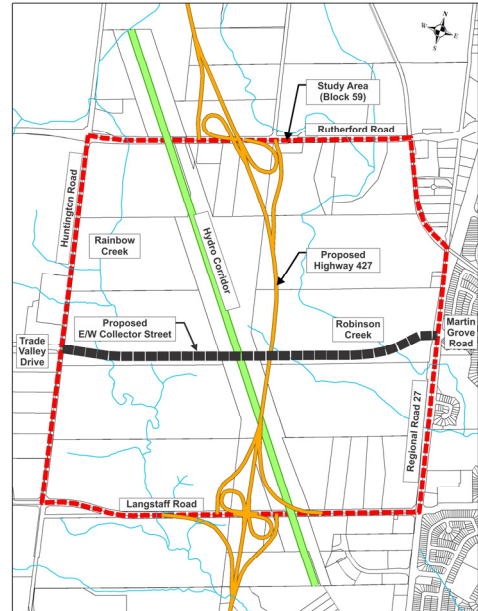 N
W
E
S
Study Area
(Block 59)
Rutherford Road
Huntington Road
Rainbow
Creek
Hydro Corridor
Proposed
Highway 427
Proposed
E/W Collector Street
Robinson
Creek
Martin
Grove
Road
Trade
Valley
Drive
Regional Road 27
Langstaff Road